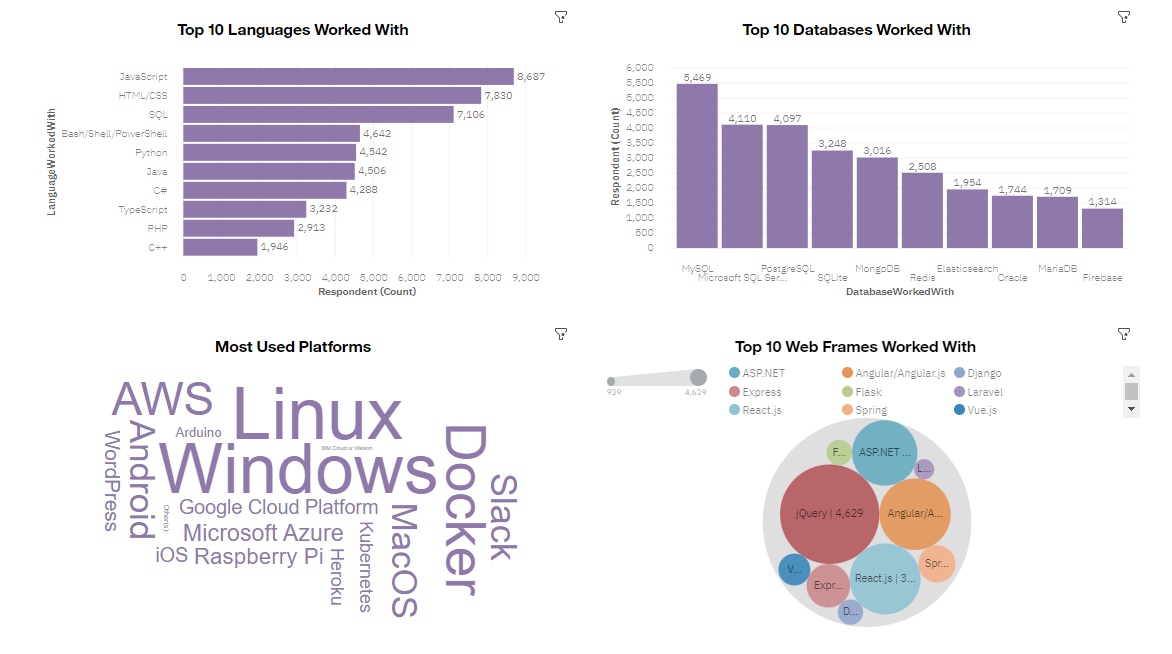 Top 10 Languages Worked With
LanguageWorkedWith
JavaScript 8,687
HTML/CSS 7,830
SQL 7,106
Bash/Shell/PowerShell 4,642
Python 4,542
Java 4,506
C# 4,288
TypeScript 3,232
PHP 2,913
C++ 1,946
0 1,000 2,000 3,000 4,000 5,000 6,000 7,000 8,000 9,000
Respondent (Count)
Top 10 Databases Worked With
Respondent (Count)
6,000
5,500
5,000
4,500
4,000
3,500
3,000
2,500
2,000
1,500
1,000
500
0
5,469 4,110 4,097 3,248 3,016 2,508 1,954 1,744 1,709 1,314
MySQL PostgreSQL MongoDB Elasticsearch MariaDB
Microsoft SQL Ser... SQLite Redis Oracle Firebase
DatabaseWorkedWith
Most Used Platforms
AWS
Linux
Arduino
Android
WordPress
IBM Cloud or Watson
Windows
Docker
Slack
Other(s):
Google Cloud Platform
Microsoft Azure
MacOS
Kubernetes
iOS
Raspberry Pi
Heroku
Top 10 Web Frames Worked With
939 4,629
ASP.NET Angular/Angular.js Django
Express Flask Laravel
React.js Spring Vue.js
F... ASP.NET ...
L...
jQuery | 4,629 Angular/A...
V... Expr... React.js | 3... Spr...
D...